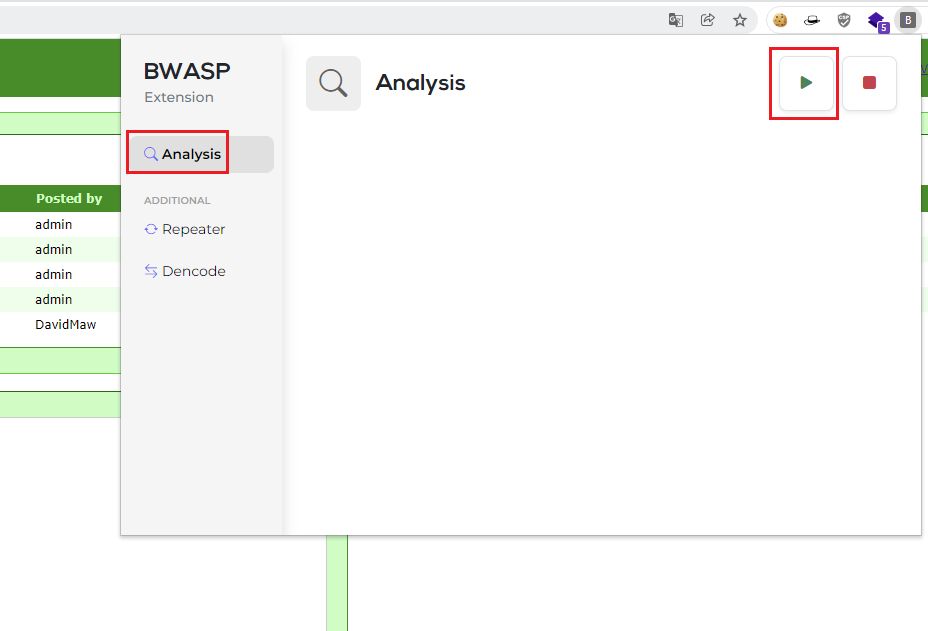 B
5
BWASP
Extension
Analysis
Analysis
ADDITIONAL
Repeater
Dencode
Posted by
admin
admin
admin
admin
DavidMaw